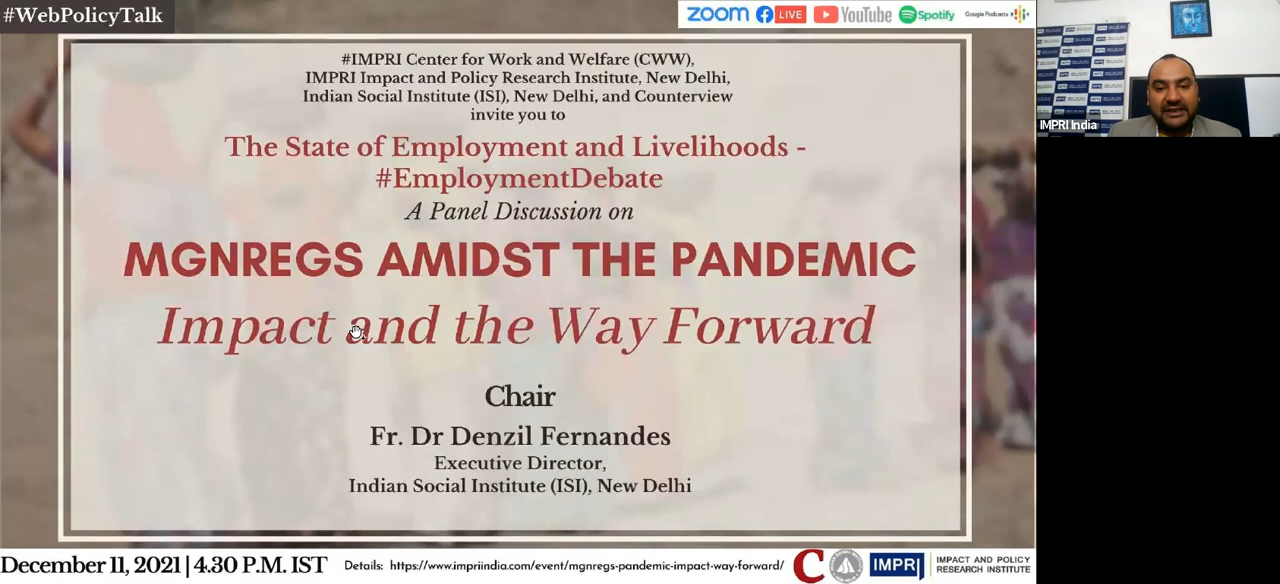 #WebPolicyTalk
zoom LIVE YouTube Spotify Google Podcasts
#IMPRI Center for Work and Welfare (CWW),
IMPRI Impact and Policy Research Institute, New Delhi,
Indian Social Institute (ISI), New Delhi, and Counterview
invite you to
The State of Employment and Livelihoods -
#EmploymentDebate
A Panel Discussion on
MGNREGS AMIDST THE PANDEMIC
Impact and the Way Forward
Chair
Fr. Dr Denzil Fernandes
Executive Director,
Indian Social Institute (ISI), New Delhi
IMPRI India
December 11, 2021 | 4.30 P.M. IST
Details: https://www.impriindia.com/event/mgnregs-pandemic-impact-way-forward/
C
IMPRI
IMPACT AND POLICY
RESEARCH INSTITUTE